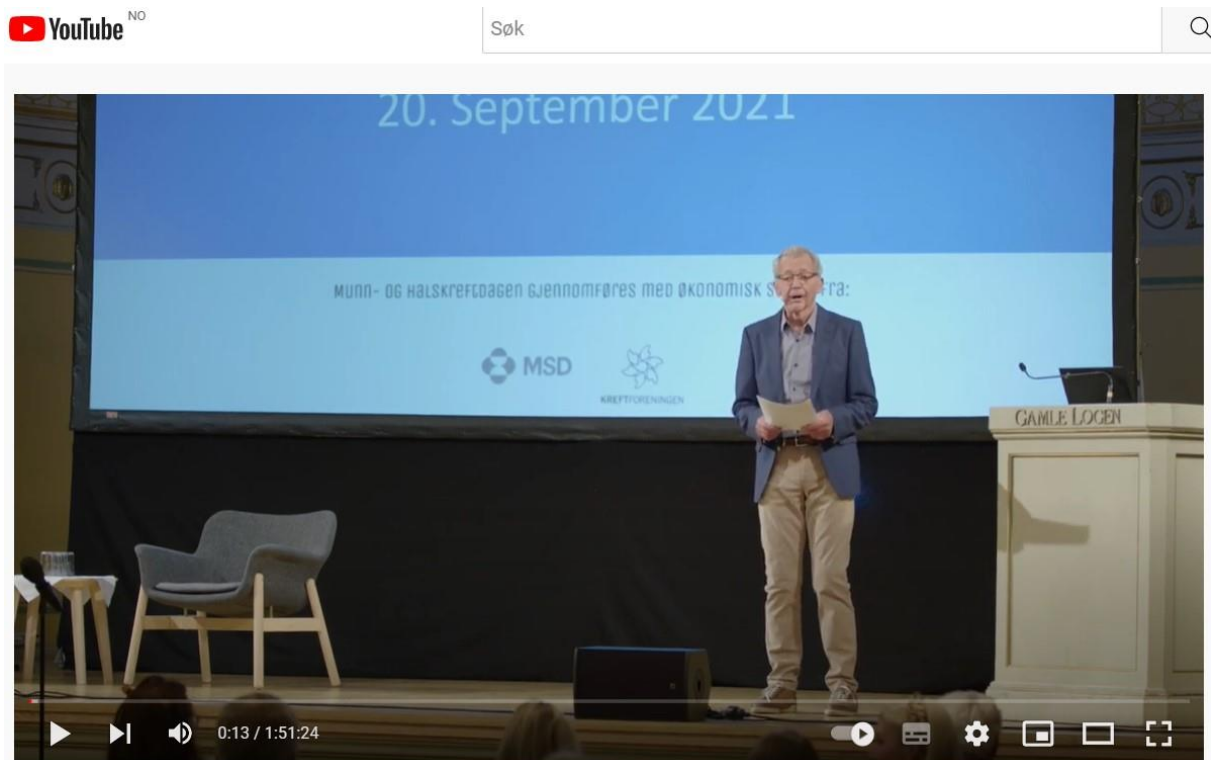 YouTube NO
Søk
20. September 2021
MUNN- OG HALSKREFTDAGEN GJENNOMFØRES MED ØKONOMISK S FRA:
MSD
KREFTFORENINGEN
GAMLE LOGEN
0:13 / 1:51:24